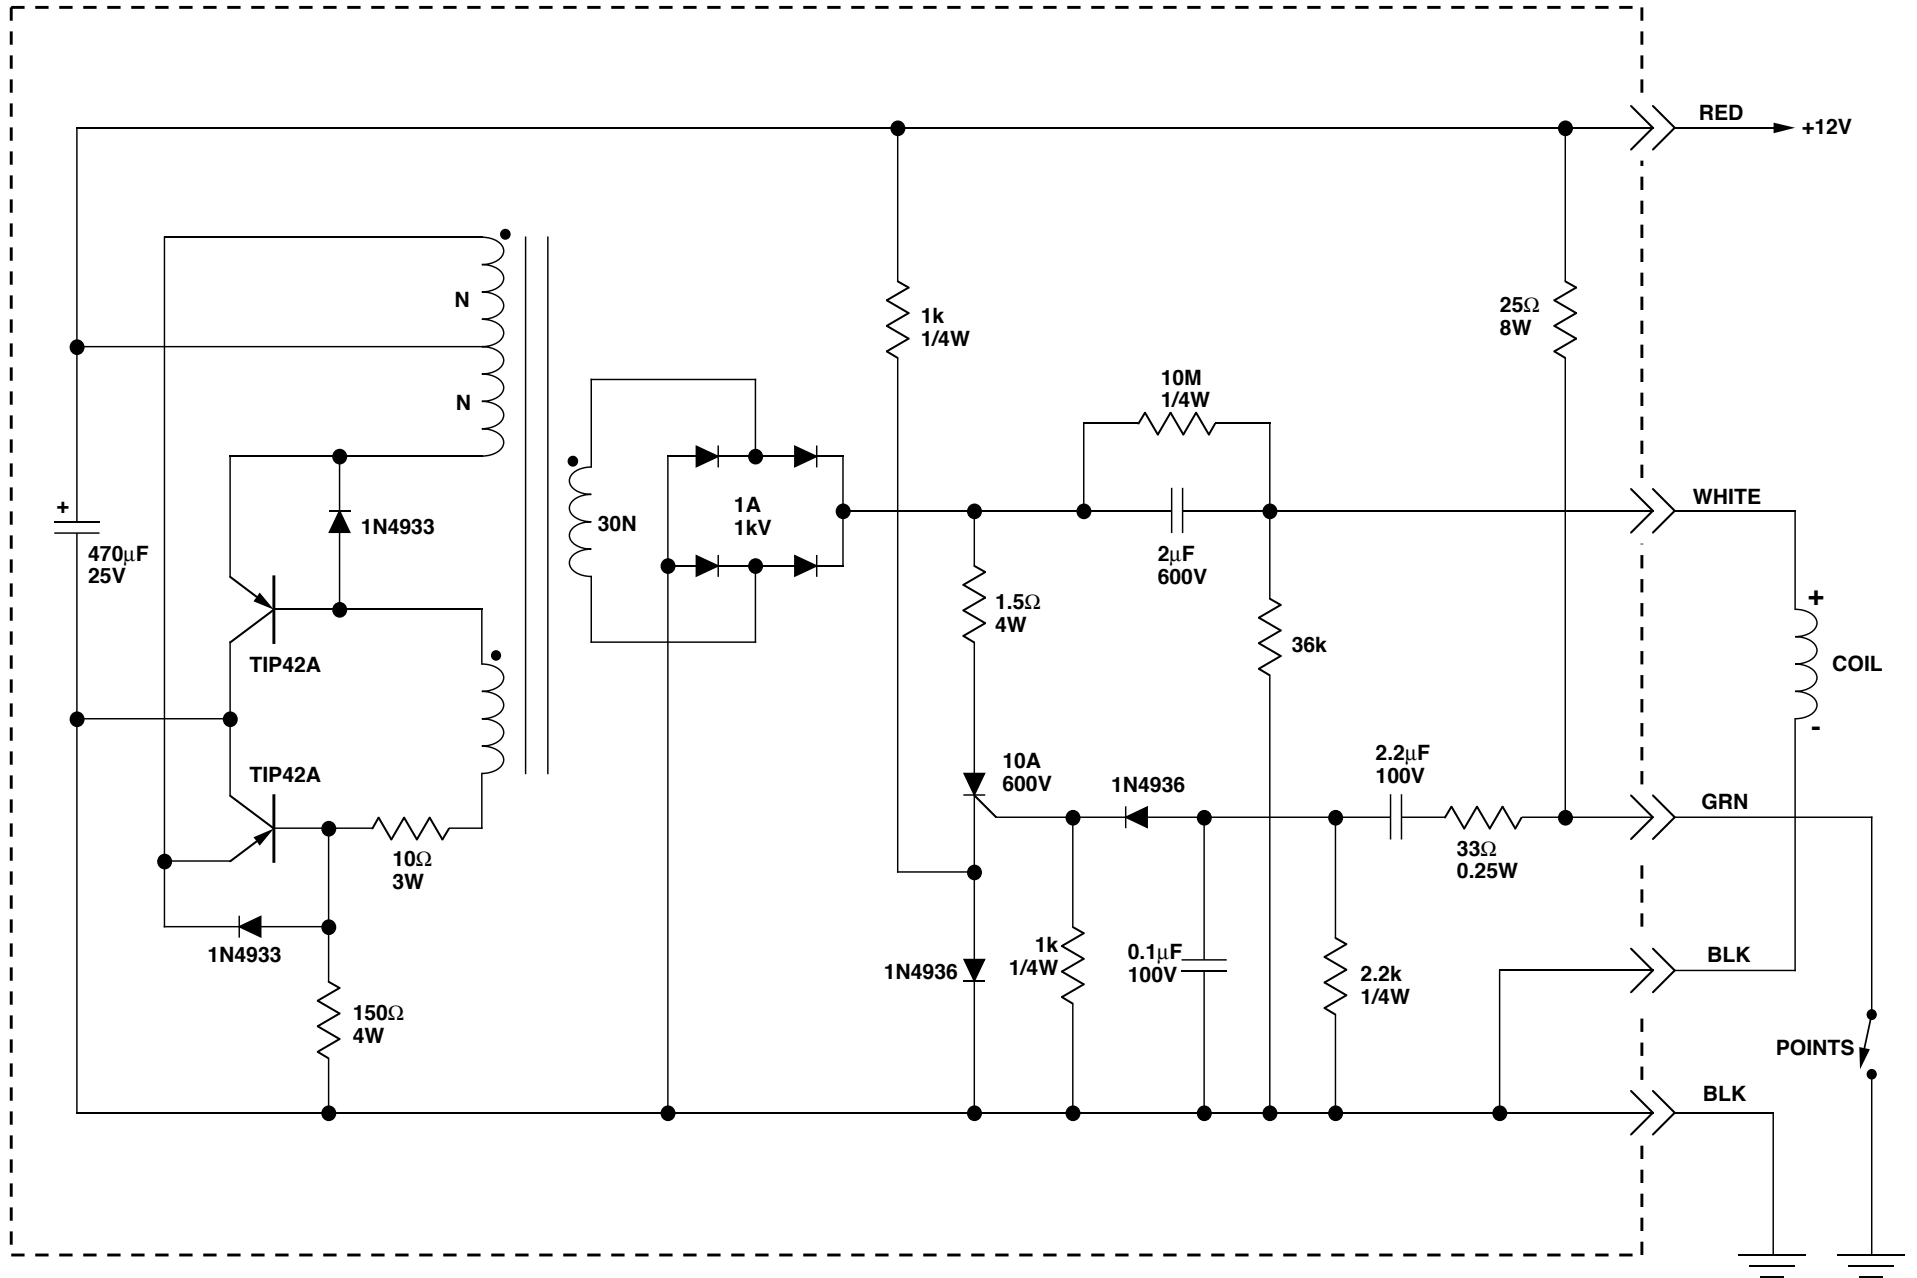 RED
+12V
N
1k
1/4W
25Ω
8W
10M
1/4W
N
WHITE
1A
1kV
30N
+
1N4933
470µF
25V
2µF
600V
1.5Ω
4W
+
36k
TIP42A
COIL
-
TIP42A
10A
600V
1N4936
2.2µF
100V
GRN
10Ω
3W
33Ω
0.25W
1N4933
1k
1/4W
0.1µF
100V
1N4936
2.2k
1/4W
BLK
150Ω
4W
POINTS
BLK